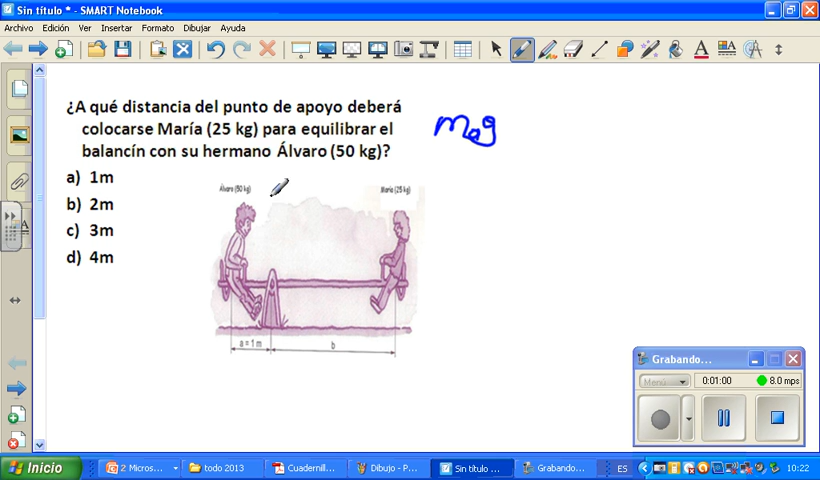 Sin título * - SMART Notebook
Archivo Edición Ver Insertar Formato Dibujar Ayuda
¿A qué distancia del punto de apoyo deberá
colocarse María (25 kg) para equilibrar el
balancín con su hermano Álvaro (50 kg)?
a) 1m
b) 2m
c) 3m
d) 4m
mag
Álvaro (50 kg)
María (25 kg)
a = 1 m
b
Grabando...
Menú
0:01:00
8.0 mps
Inicio
2 Micros...
todo 2013
Cuadernill...
Dibujo - P...
Sin título ...
Grabando...
ES
10:22